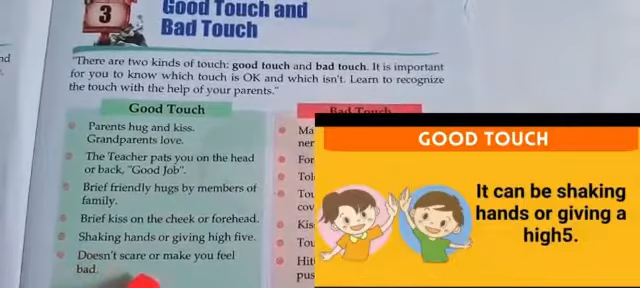 3
Good Touch and
Bad Touch
"There are two kinds of touch: good touch and bad touch. It is important
for you to know which touch is OK and which isn't. Learn to recognize
the touch with the help of your parents."
Good Touch
Parents hug and kiss.
Grandparents love.
The Teacher pats you on the head
or back, "Good Job".
Brief friendly hugs by members of
family.
Brief kiss on the cheek or forehead.
Shaking hands or giving high five.
Doesn't scare or make you feel
bad.
Bad Touch
GOOD TOUCH
It can be shaking
hands or giving a
high5.